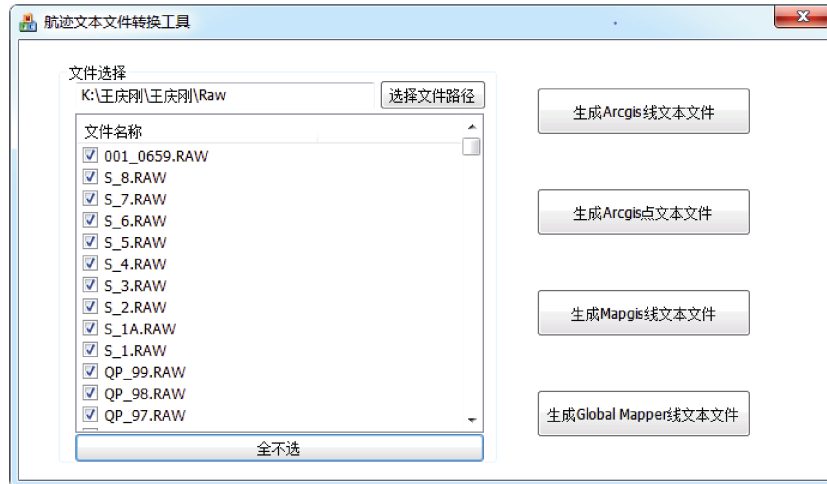 航迹文本文件转换工具
文件选择
K:\王庆刚\王庆刚\Raw
选择文件路径
文件名称
001_0659.RAW
S_8.RAW
S_7.RAW
S_6.RAW
S_5.RAW
S_4.RAW
S_3.RAW
S_2.RAW
S_1A.RAW
S_1.RAW
QP_99.RAW
QP_98.RAW
QP_97.RAW
全不选
生成Arcgis线文本文件
生成Arcgis点文本文件
生成Mapgis线文本文件
生成Global Mapper线文本文件